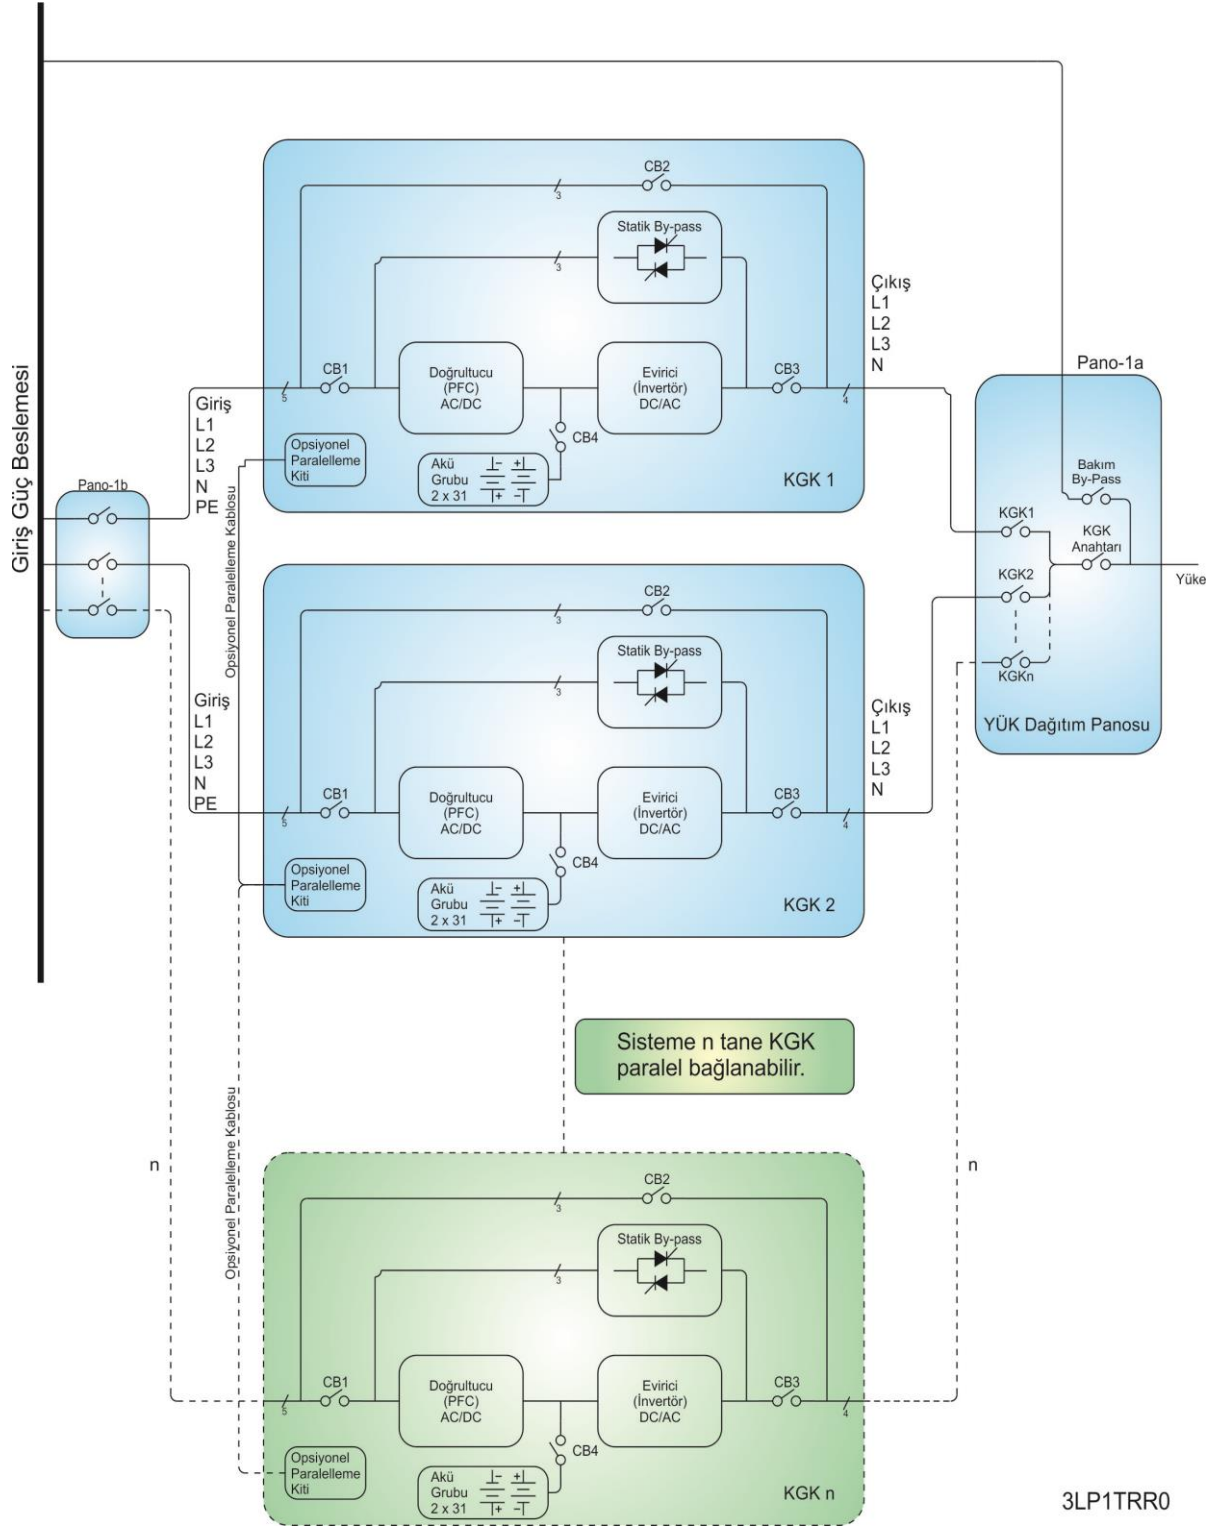 Giriş Güç Beslemesi
CB2
3
Statik By-pass
3
Çıkış
L1
L2
L3
N
Pano-1a
CB1
5
Doğrultucu
(PFC)
AC/DC
Evirici
(İnvertör)
DC/AC
CB3
4
Giriş
L1
L2
L3
N
PE
Opsiyonel
Paralelleme
Kiti
CB4
Akü
Grubu
2 x 31
KGK 1
Pano-1b
Bakım
By-Pass
KGK1
KGK
Anahtarı
KGK2
Yüke
KGKn
YÜK Dağıtım Panosu
Opsiyonel Paralelleme Kablosu
CB2
3
Statik By-pass
3
Giriş
L1
L2
L3
N
PE
Çıkış
L1
L2
L3
N
CB1
5
Doğrultucu
(PFC)
AC/DC
Evirici
(İnvertör)
DC/AC
CB3
4
Opsiyonel
Paralelleme
Kiti
CB4
Akü
Grubu
2 x 31
KGK 2
Sisteme n tane KGK
paralel bağlanabilir.
Opsiyonel Paralelleme Kablosu
n
n
CB2
3
Statik By-pass
3
CB1
5
Doğrultucu
(PFC)
AC/DC
Evirici
(İnvertör)
DC/AC
CB3
4
Opsiyonel
Paralelleme
Kiti
CB4
Akü
Grubu
2 x 31
KGK n
3LP1TRR0